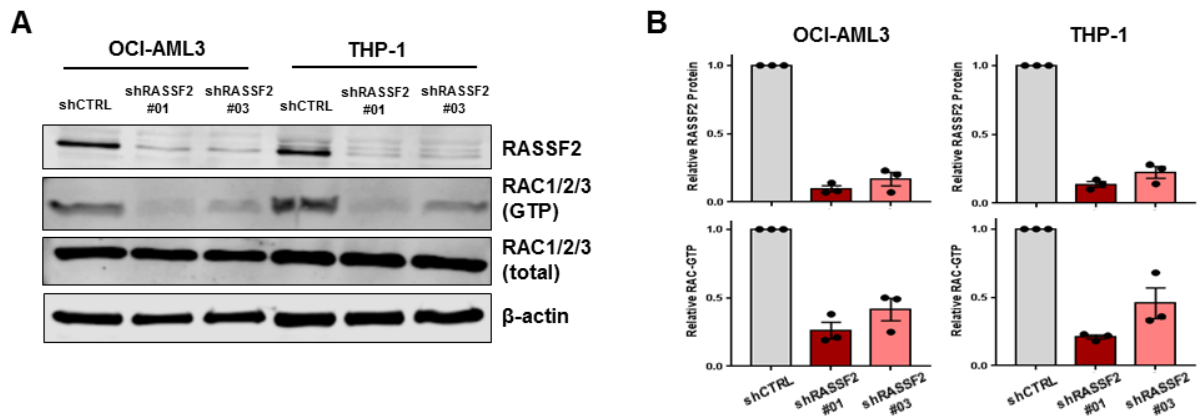 A
OCI-AML3
THP-1
shCTRL
shRASSF2
#01
shRASSF2
#03
shCTRL
shRASSF2
#01
shRASSF2
#03
RASSF2
RAC1/2/3
(GTP)
RAC1/2/3
(total)
β-actin
B
OCI-AML3
THP-1
Relative RASSF2 Protein
1.0
0.5
0.0
Relative RASSF2 Protein
1.0
0.5
0.0
Relative RAC-GTP
1.0
0.5
0.0
shCTRL
shRASSF2
#01
shRASSF2
#03
Relative RAC-GTP
1.0
0.5
0.0
shCTRL
shRASSF2
#01
shRASSF2
#03